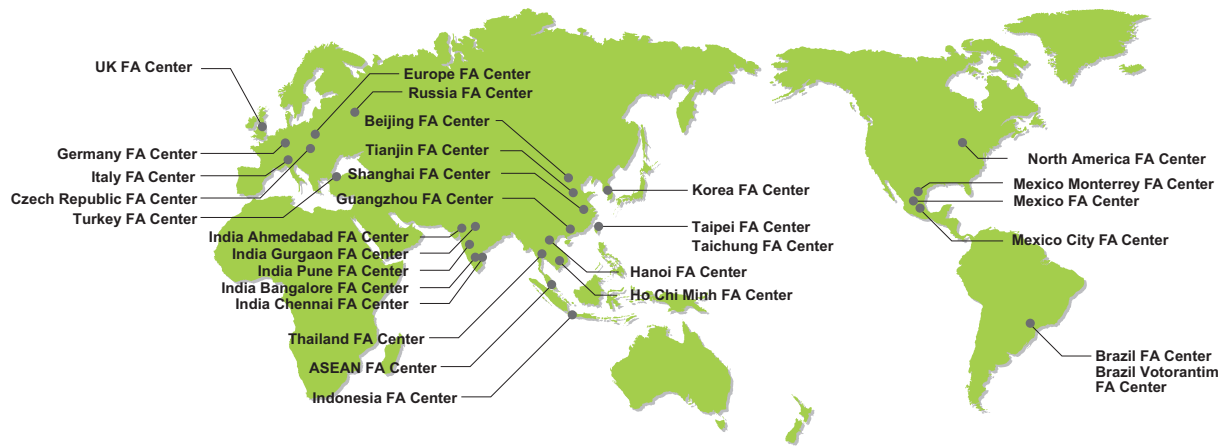 UK FA Center
Europe FA Center
Russia FA Center
Beijing FA Center
Germany FA Center
Tianjin FA Center
Italy FA Center
Shanghai FA Center
Czech Republic FA Center
Guangzhou FA Center
Turkey FA Center
India Ahmedabad FA Center
India Gurgaon FA Center
India Pune FA Center
India Bangalore FA Center
India Chennai FA Center
Thailand FA Center
ASEAN FA Center
Indonesia FA Center
Korea FA Center
Taipei FA Center
Taichung FA Center
Hanoi FA Center
Ho Chi Minh FA Center
North America FA Center
Mexico Monterrey FA Center
Mexico FA Center
Mexico City FA Center
Brazil FA Center
Brazil Votorantim
FA Center